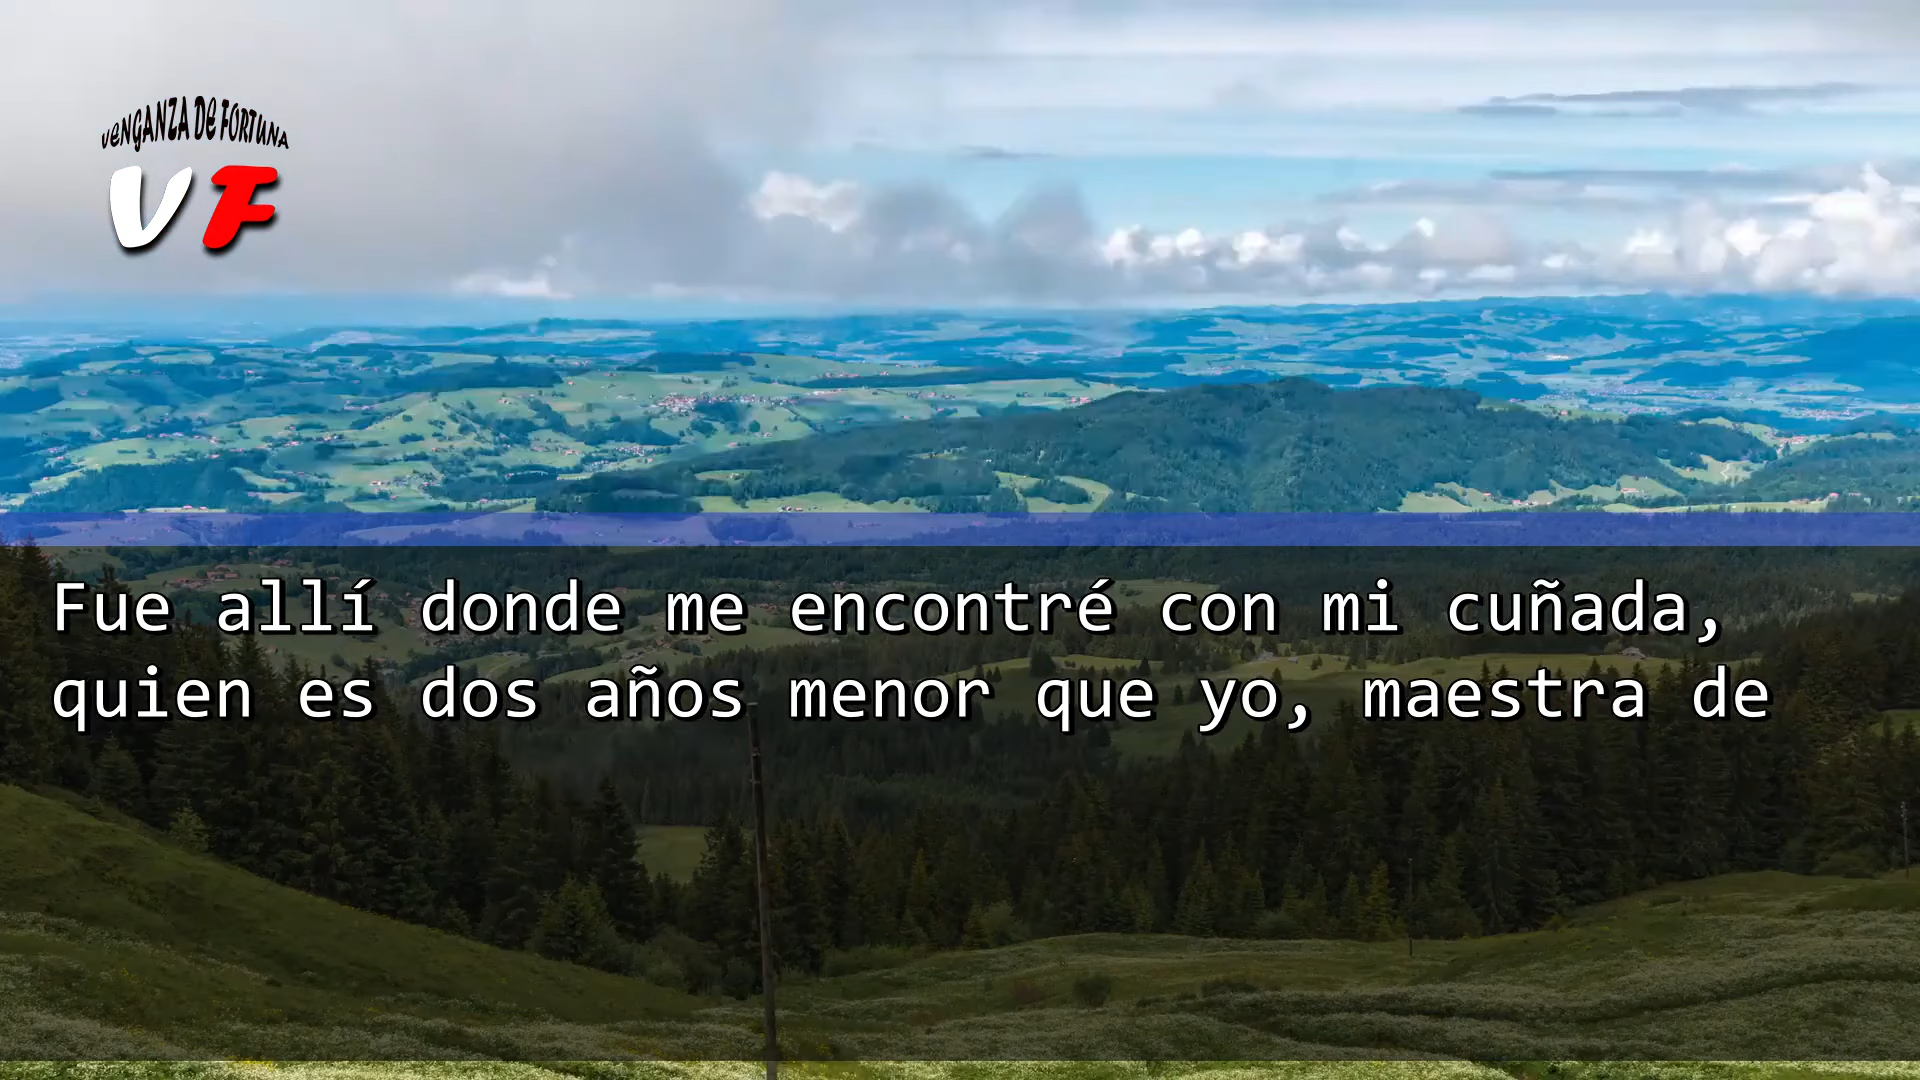 VENGANZA DE FORTUNA
VF
Fue allí donde me encontré con mi cuñada,
quien es dos años menor que yo, maestra de